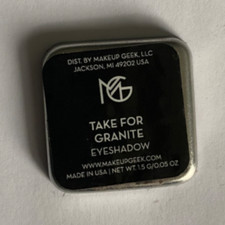 DIST. BY MAKEUP GEEK, LLC
JACKSON, MI 49202 USA
MG
TAKE FOR
GRANITE
EYESHADOW
WWW.MAKEUPGEEK.COM
MADE IN USA | NET WT. 1.5 G/0.05 OZ